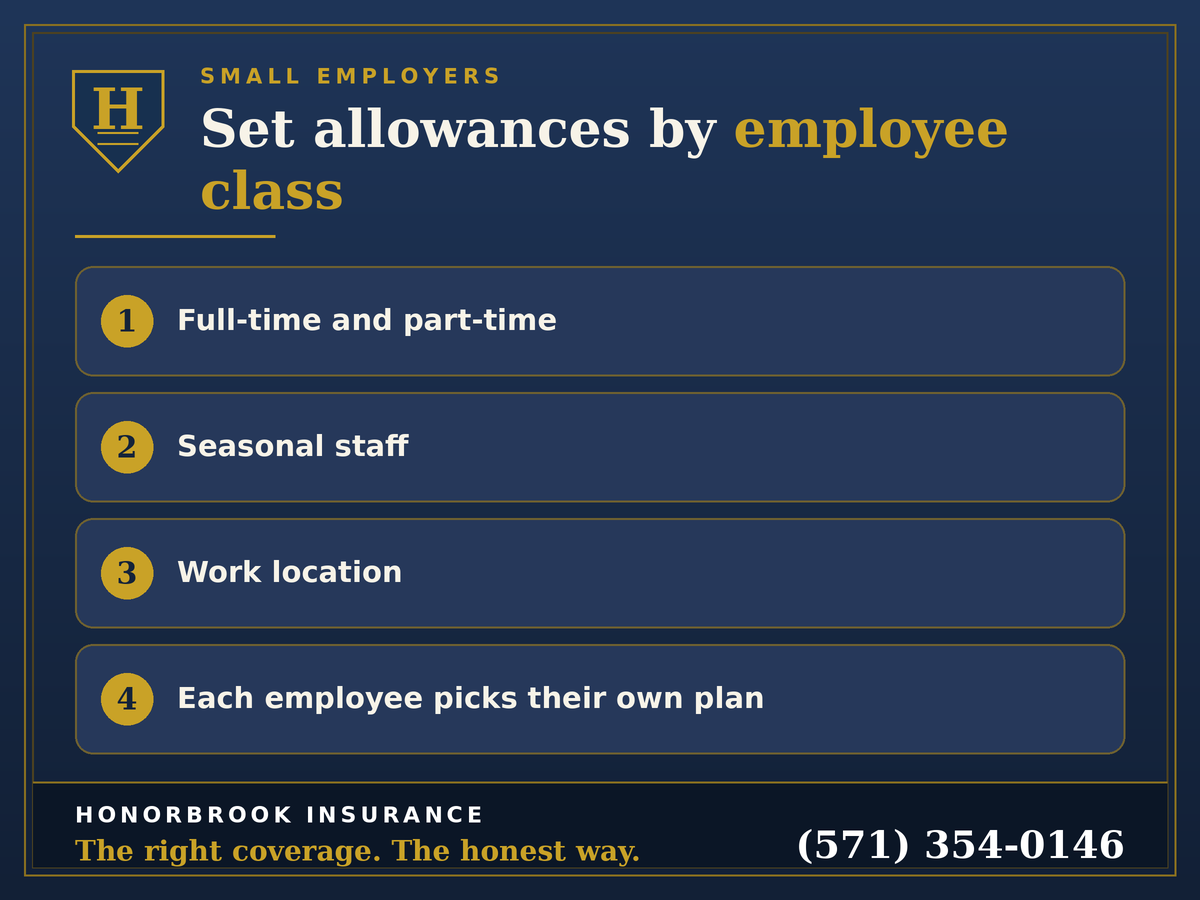 H
SMALL EMPLOYERS
Set allowances by employee
class
1 Full-time and part-time
2 Seasonal staff
3 Work location
4 Each employee picks their own plan
HONORBROOK INSURANCE
The right coverage. The honest way.
(571) 354-0146